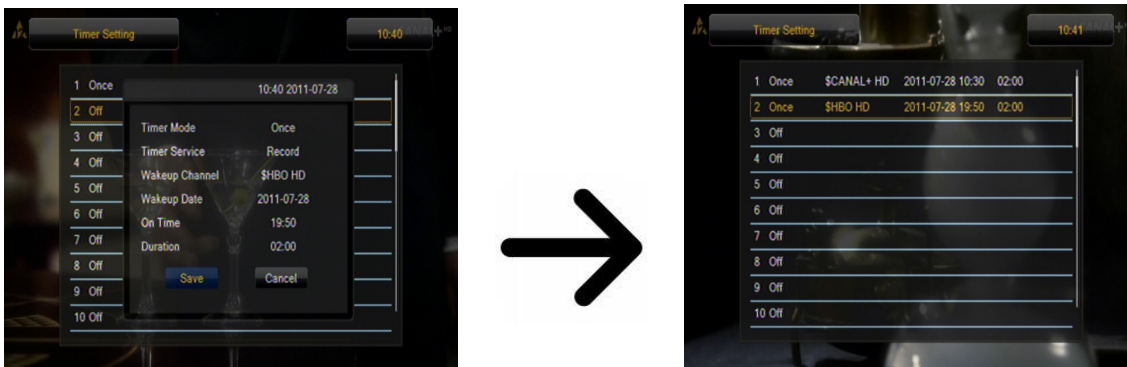 Timer Setting
10:40
1 Once
10:40 2011-07-28
2 Off
3 Off
4 Off
5 Off
6 Off
7 Off
8 Off
9 Off
10 Off
Timer Mode Once
Timer Service Record
Wakeup Channel $HBO HD
Wakeup Date 2011-07-28
On Time 19:50
Duration 02:00
Save Cancel
Timer Setting
10:41
1 Once $CANAL+ HD 2011-07-28 10:30 02:00
2 Once $HBO HD 2011-07-28 19:50 02:00
3 Off
4 Off
5 Off
6 Off
7 Off
8 Off
9 Off
10 Off